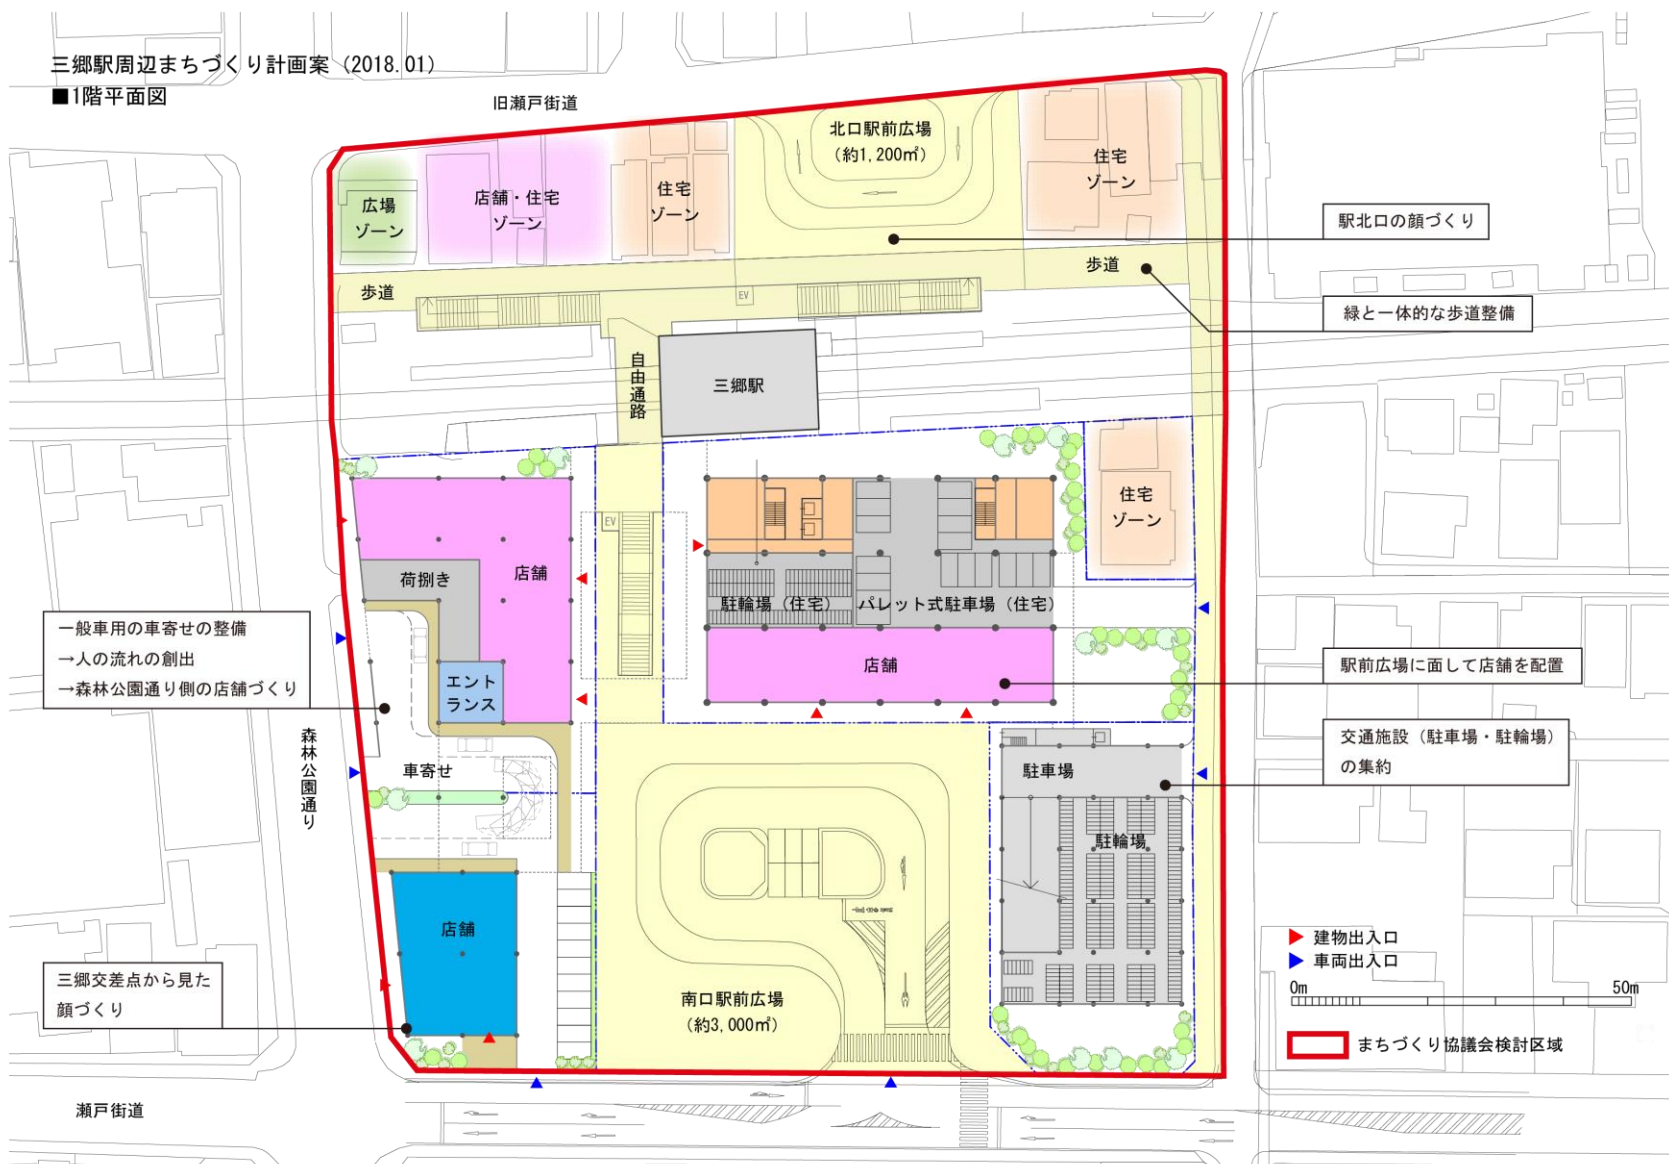 三郷駅周辺まちづくり計画案（2018.01）
■1階平面図
旧瀬戸街道
北口駅前広場
（約1,200㎡）
住宅
ゾーン
広場
ゾーン
店舗・住宅
ゾーン
住宅
ゾーン
駅北口の顔づくり
歩道
歩道
EV
緑と一体的な歩道整備
自由通路
三郷駅
住宅
ゾーン
EV
荷捌き
店舗
駐輪場（住宅）
パレット式駐車場（住宅）
一般車用の車寄せの整備
→人の流れの創出
→森林公園通り側の店舗づくり
エント
ランス
店舗
駅前広場に面して店舗を配置
森林公園通り
車寄せ
駐車場
交通施設（駐車場・駐輪場）
の集約
駐輪場
店舗
建物出入口
車両出入口
三郷交差点から見た
顔づくり
南口駅前広場
（約3,000㎡）
0m
50m
まちづくり協議会検討区域
瀬戸街道